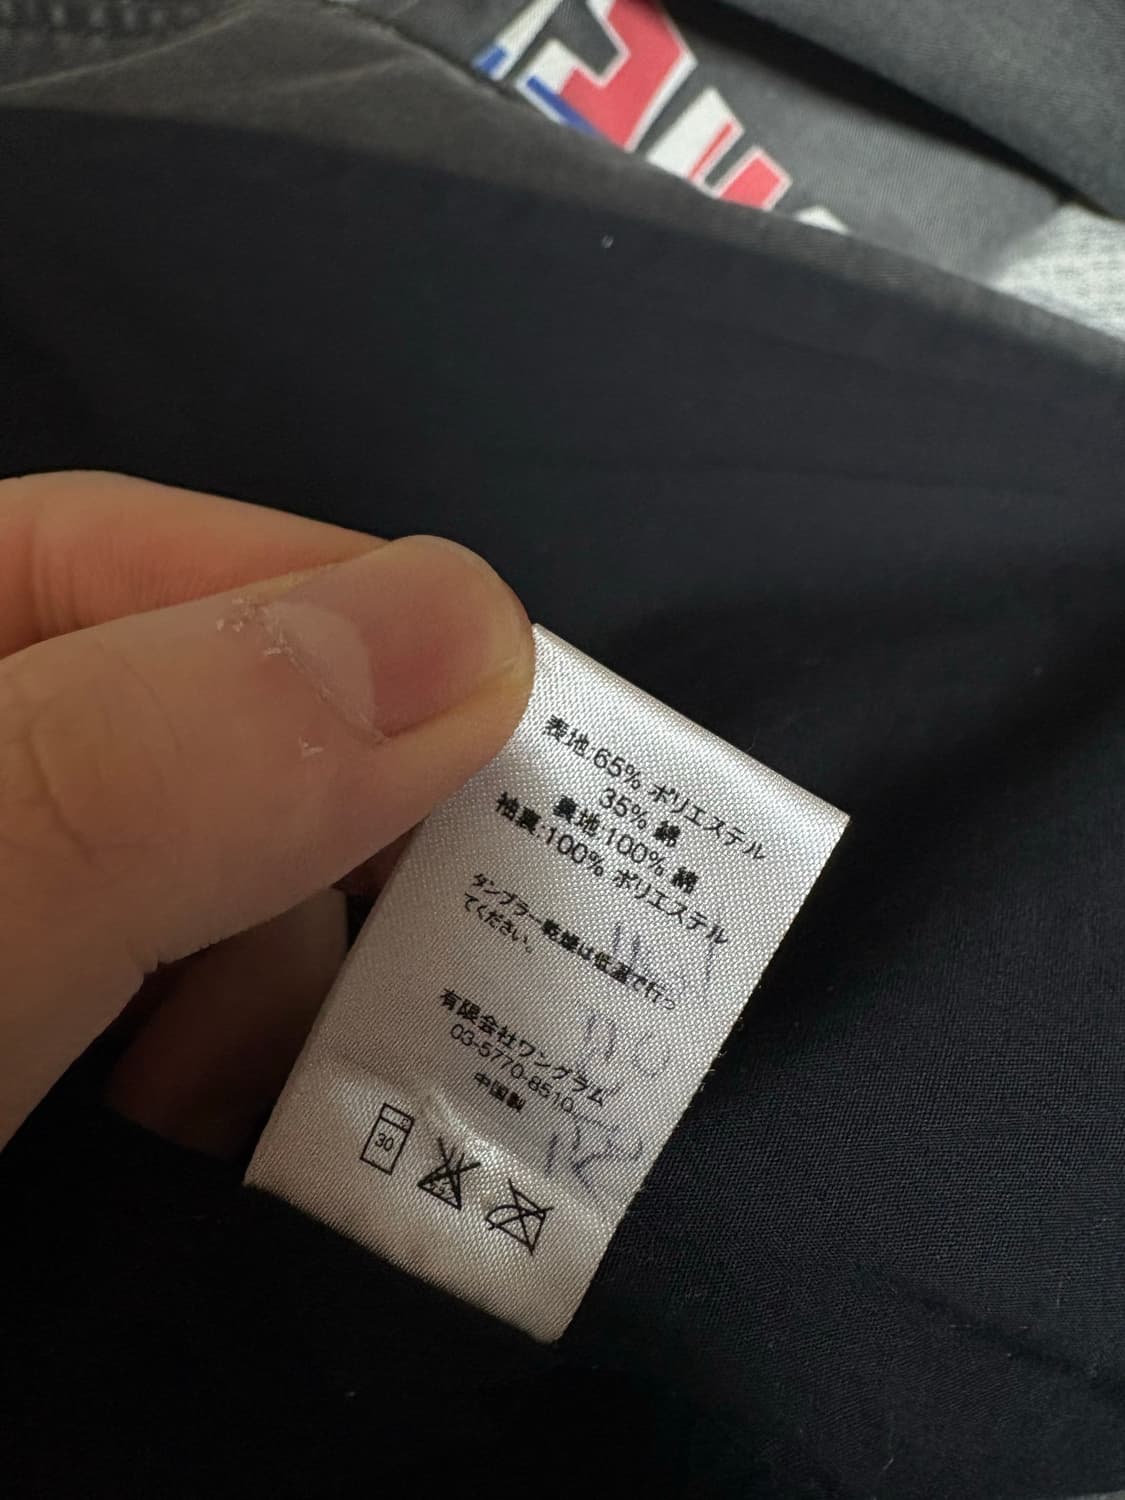 表地:65% ポリエステル
35% 綿
裏地:100% 綿
袖裏:100% ポリエステル
タンブラー乾燥は低温で行っ
てください。
有限会社ワングラム
03-5770-8510
中国製
30